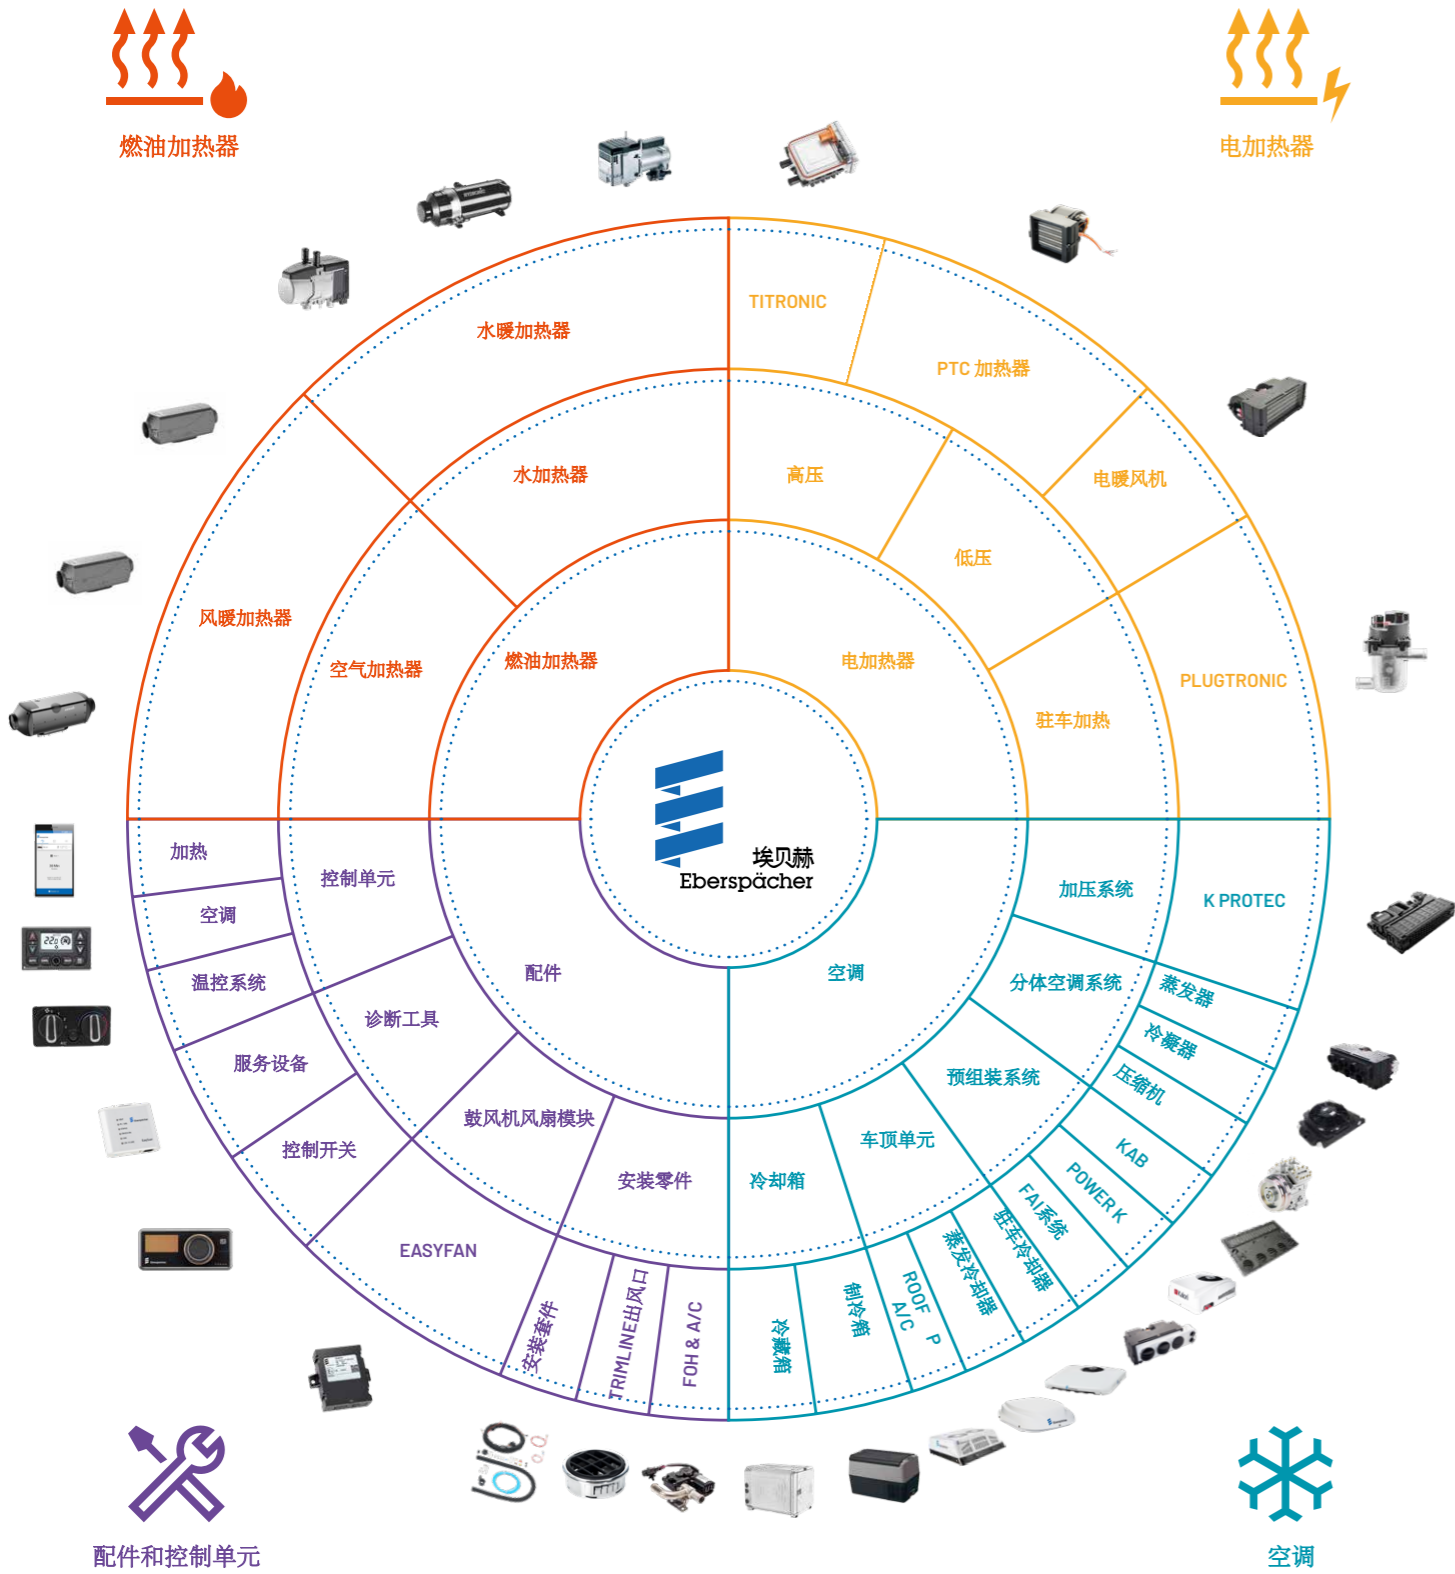 燃油加热器
电加热器
水暖加热器
TITRONIC
PTC 加热器
水加热器
高压
电暖风机
低压
风暖加热器
空气加热器
燃油加热器
电加热器
驻车加热
PLUGTRONIC
埃贝赫
Eberspächer
加热
控制单元
空调
温控系统
配件
诊断工具
服务设备
控制开关
鼓风机风扇模块
安装零件
EASYFAN
安装套件
TRIMLINE出风口
FOH & A/C
加压系统
K PROTEC
空调
分体空调系统
蒸发器
冷凝器
压缩机
预组装系统
KAB
POWER K
FAI系统
车顶单元
驻车冷却器
蒸发冷却器
冷却箱
ROOF P
A/C
制冷箱
冷藏箱
22.0
配件和控制单元
空调